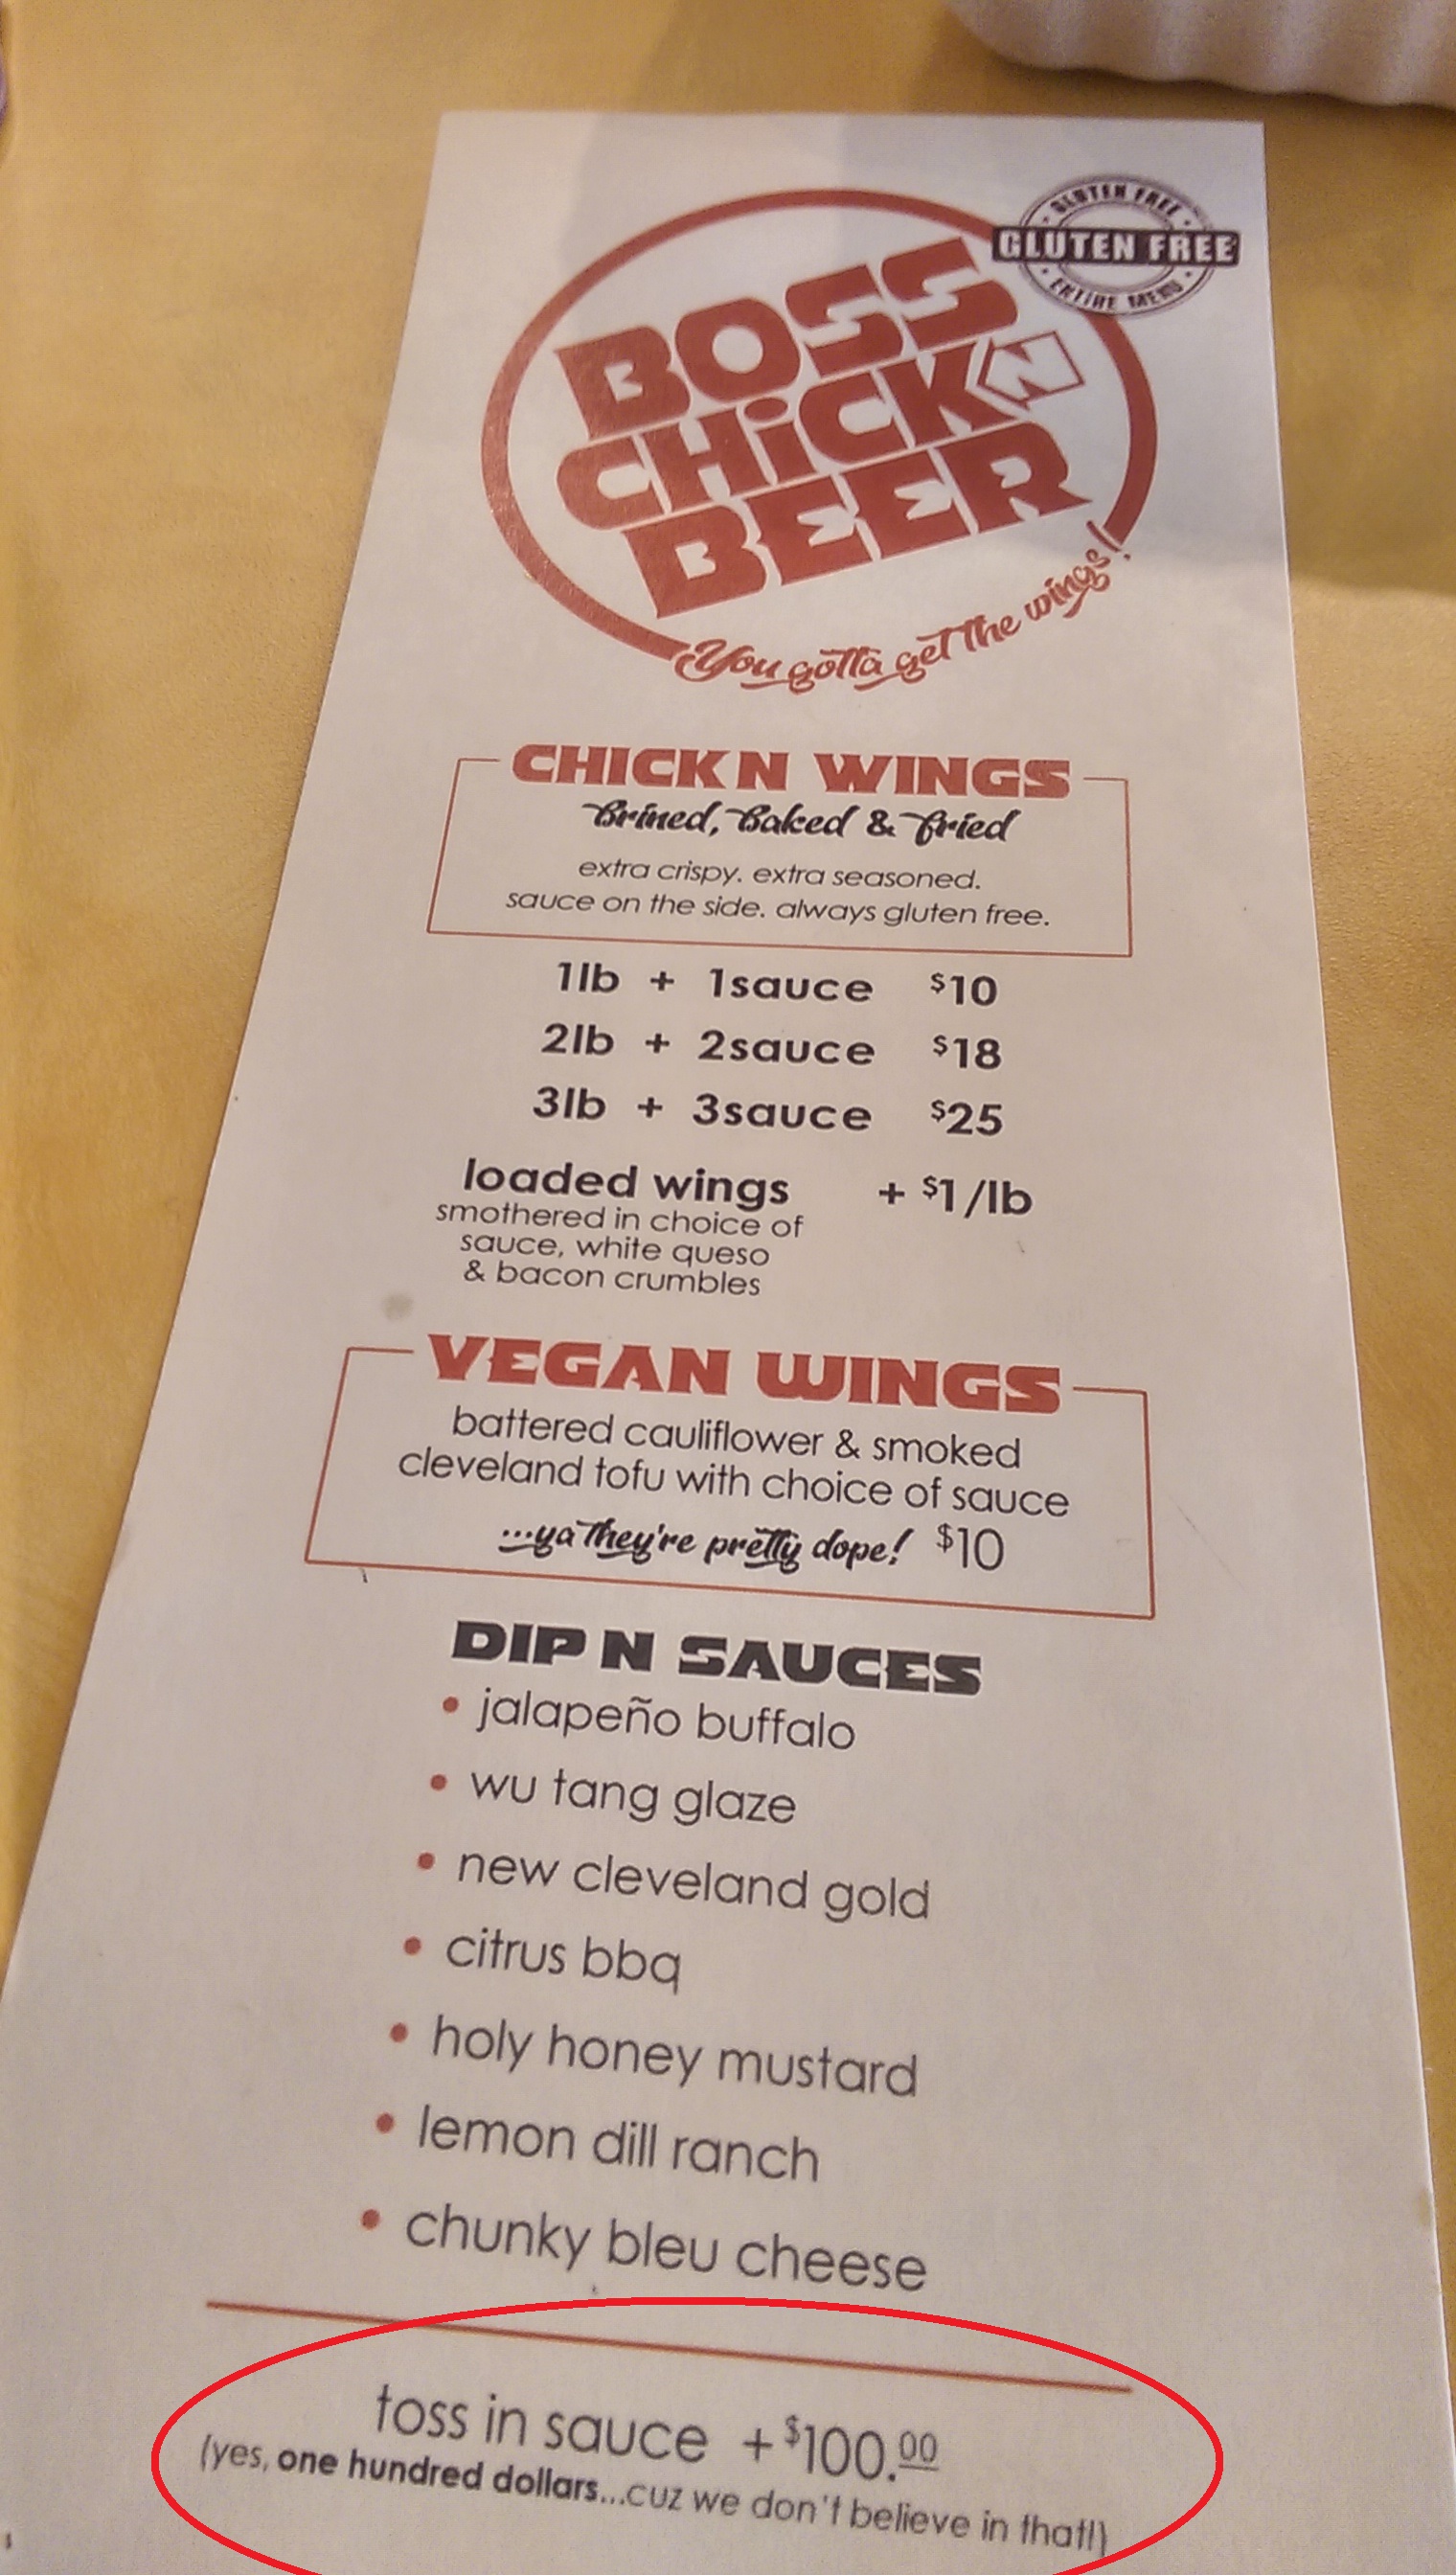 GLUTEN FREE
GLUTEN FREE
ENTIRE MENU
BOSS
CHiCKN
BEER
You gotta get the wings!
CHICKN WINGS
Brined, Baked & Fried
extra crispy. extra seasoned.
sauce on the side. always gluten free.
1lb + 1sauce $10
2lb + 2sauce $18
3lb + 3sauce $25
loaded wings + $1/lb
smothered in choice of
sauce, white queso
& bacon crumbles
VEGAN WINGS
battered cauliflower & smoked
cleveland tofu with choice of sauce
...ya they're pretty dope! $10
DIP N SAUCES
• jalapeño buffalo
• wu tang glaze
• new cleveland gold
• citrus bbq
• holy honey mustard
• lemon dill ranch
• chunky bleu cheese
toss in sauce +$100.00
(yes, one hundred dollars...cuz we don't believe in that!)